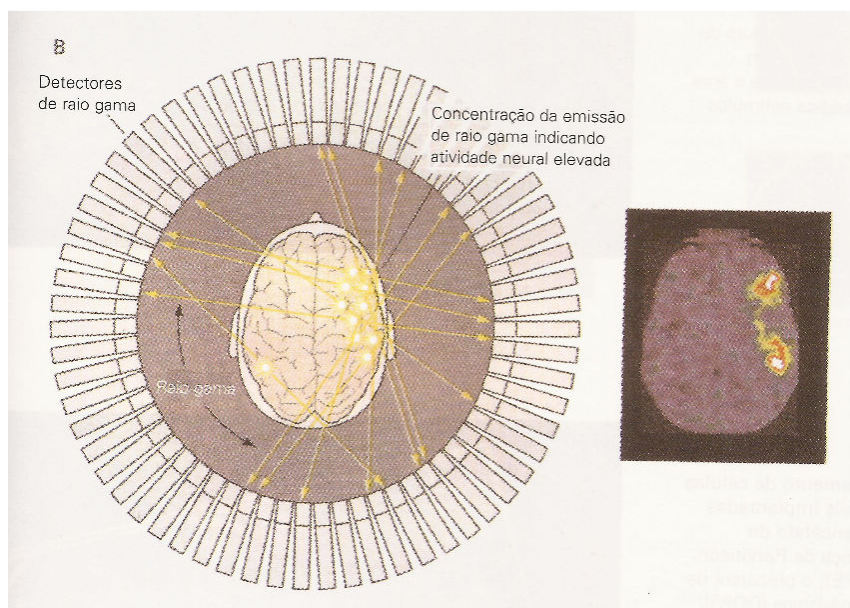 B
Detectores
de raio gama
Concentração da emissão
de raio gama indicando
atividade neural elevada
Raio gama